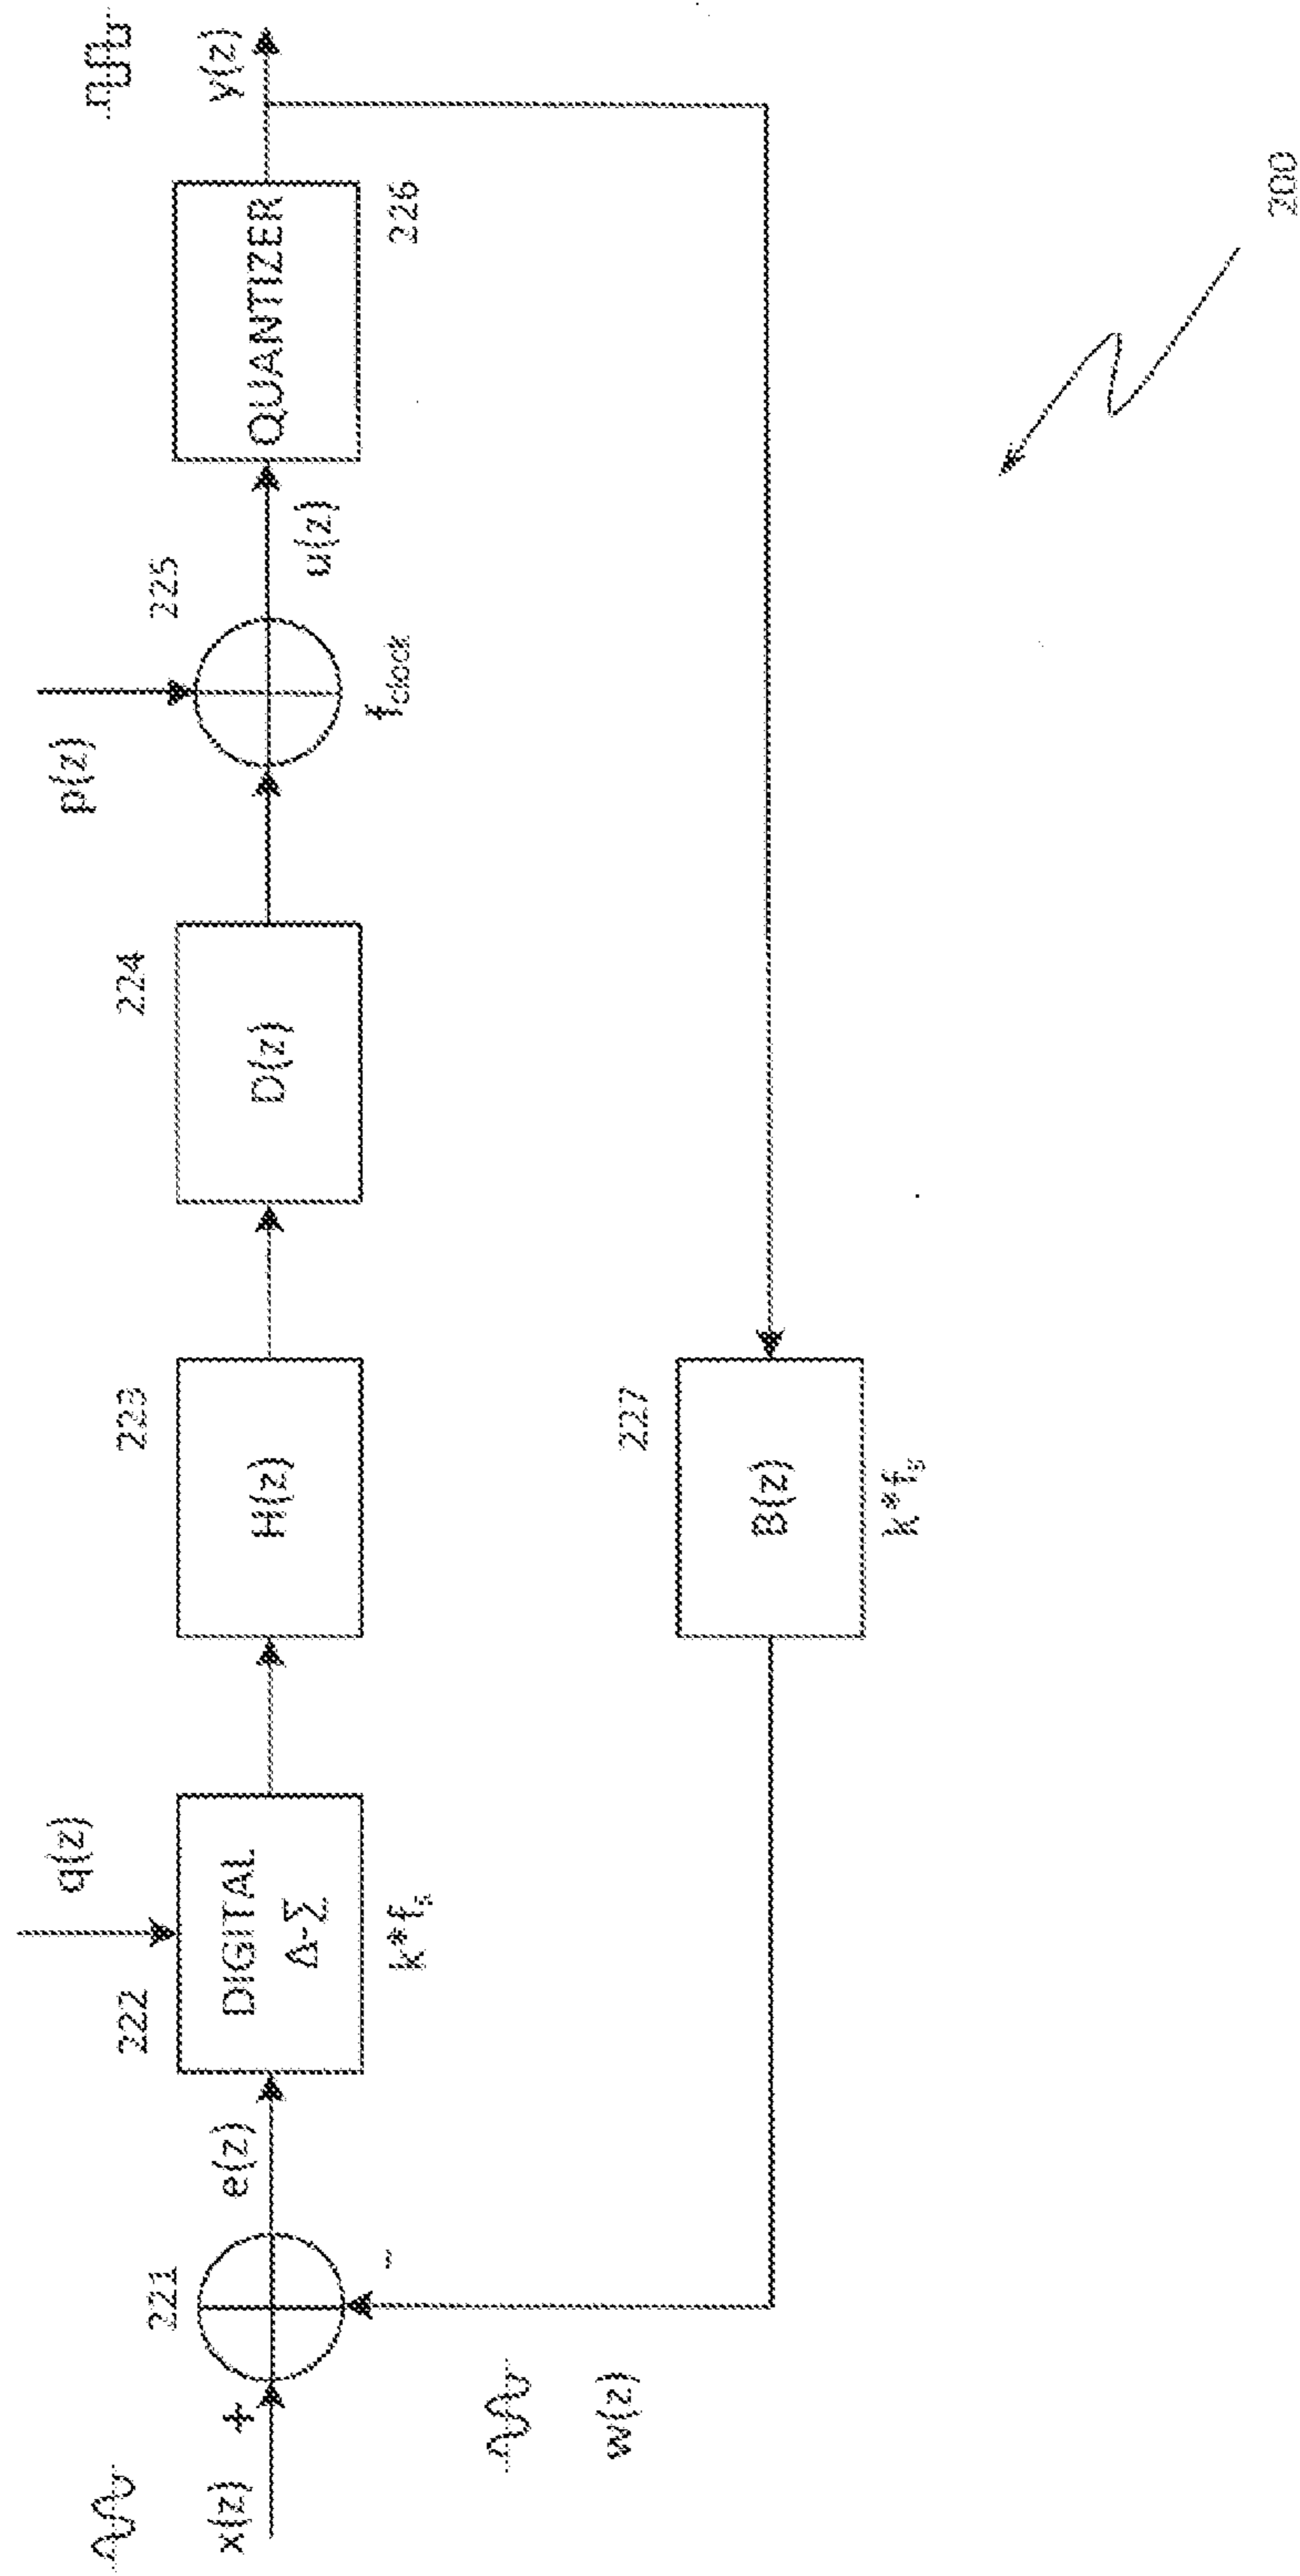 x(z)
+
221
e(z)
-
w(z)
q(z)
222
DIGITAL
Δ-Σ
k*fs
223
H(z)
224
D(z)
p(z)
225
fclock
u(z)
QUANTIZER
226
y(z)
227
B(z)
k*fs
200